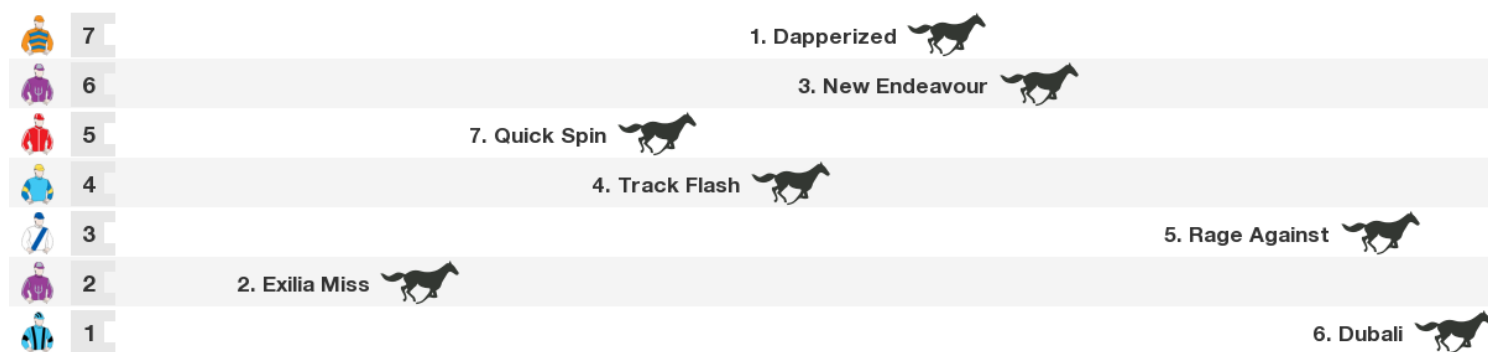 7 1. Dapperized
6 3. New Endeavour
5 7. Quick Spin
4 4. Track Flash
3 5. Rage Against
2 2. Exilia Miss
1 6. Dubali